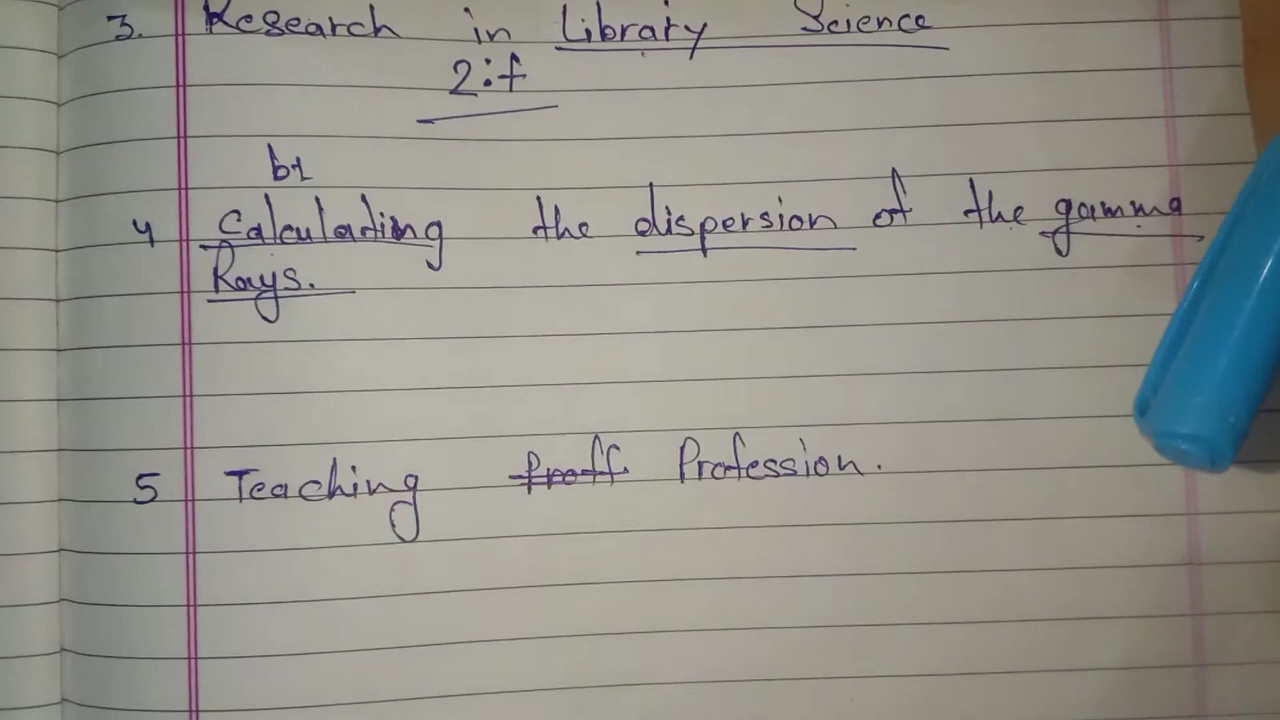 3. Research in Library Science
2:f
b1
4 Calculating the dispersion of the gamma
Rays.
5 Teaching Proff Profession.